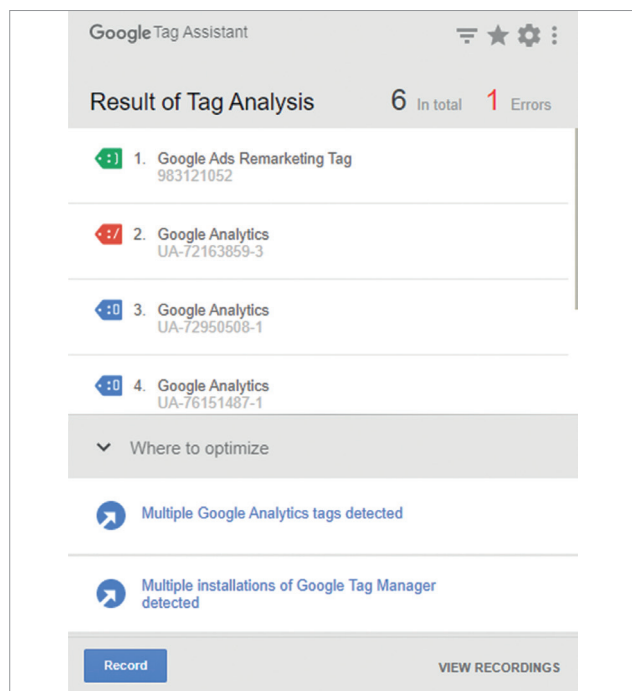 Google Tag Assistant
Result of Tag Analysis 6 In total 1 Errors
:) 1. Google Ads Remarketing Tag
983121052
:/ 2. Google Analytics
UA-72163859-3
:D 3. Google Analytics
UA-72950508-1
:D 4. Google Analytics
UA-76151487-1
Where to optimize
Multiple Google Analytics tags detected
Multiple installations of Google Tag Manager
detected
Record VIEW RECORDINGS